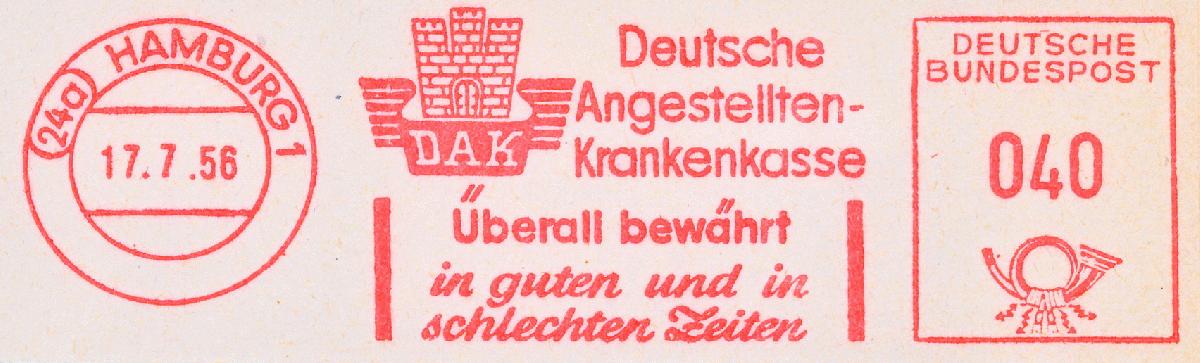 (24a) HAMBURG 1
17.7.56
DAK
Deutsche
Angestellten-
Krankenkasse
Überall bewährt
in guten und in
schlechten Zeiten
DEUTSCHE
BUNDESPOST
040